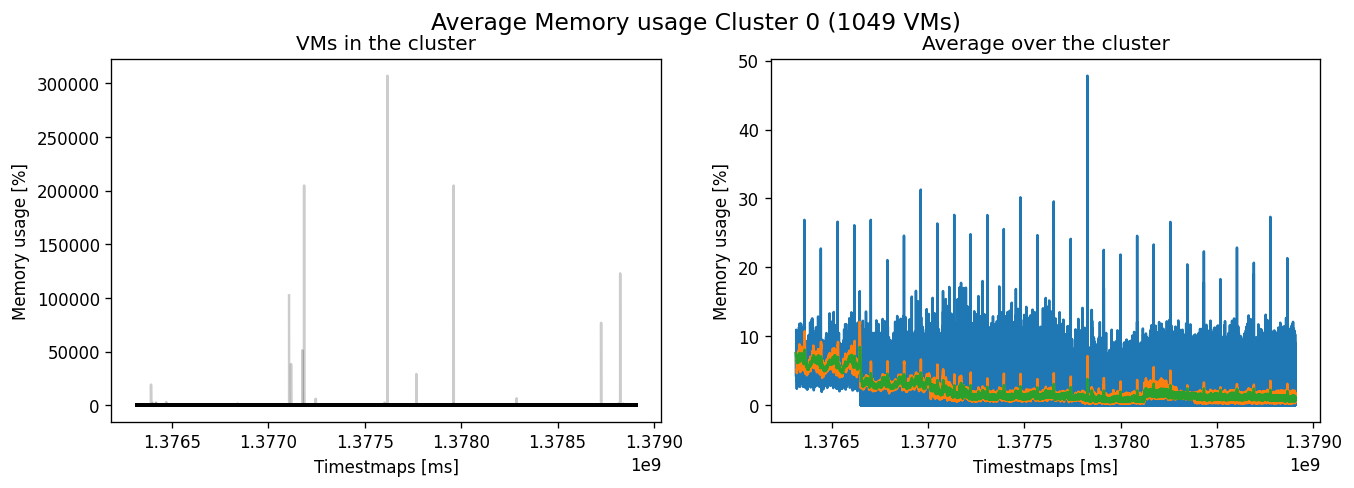 Average Memory usage Cluster 0 (1049 VMs)
VMs in the cluster
Memory usage [%]
300000
250000
200000
150000
100000
50000
0
1.3765 1.3770 1.3775 1.3780 1.3785 1.3790
1e9
Timestmaps [ms]
Average over the cluster
Memory usage [%]
50
40
30
20
10
0
1.3765 1.3770 1.3775 1.3780 1.3785 1.3790
1e9
Timestmaps [ms]